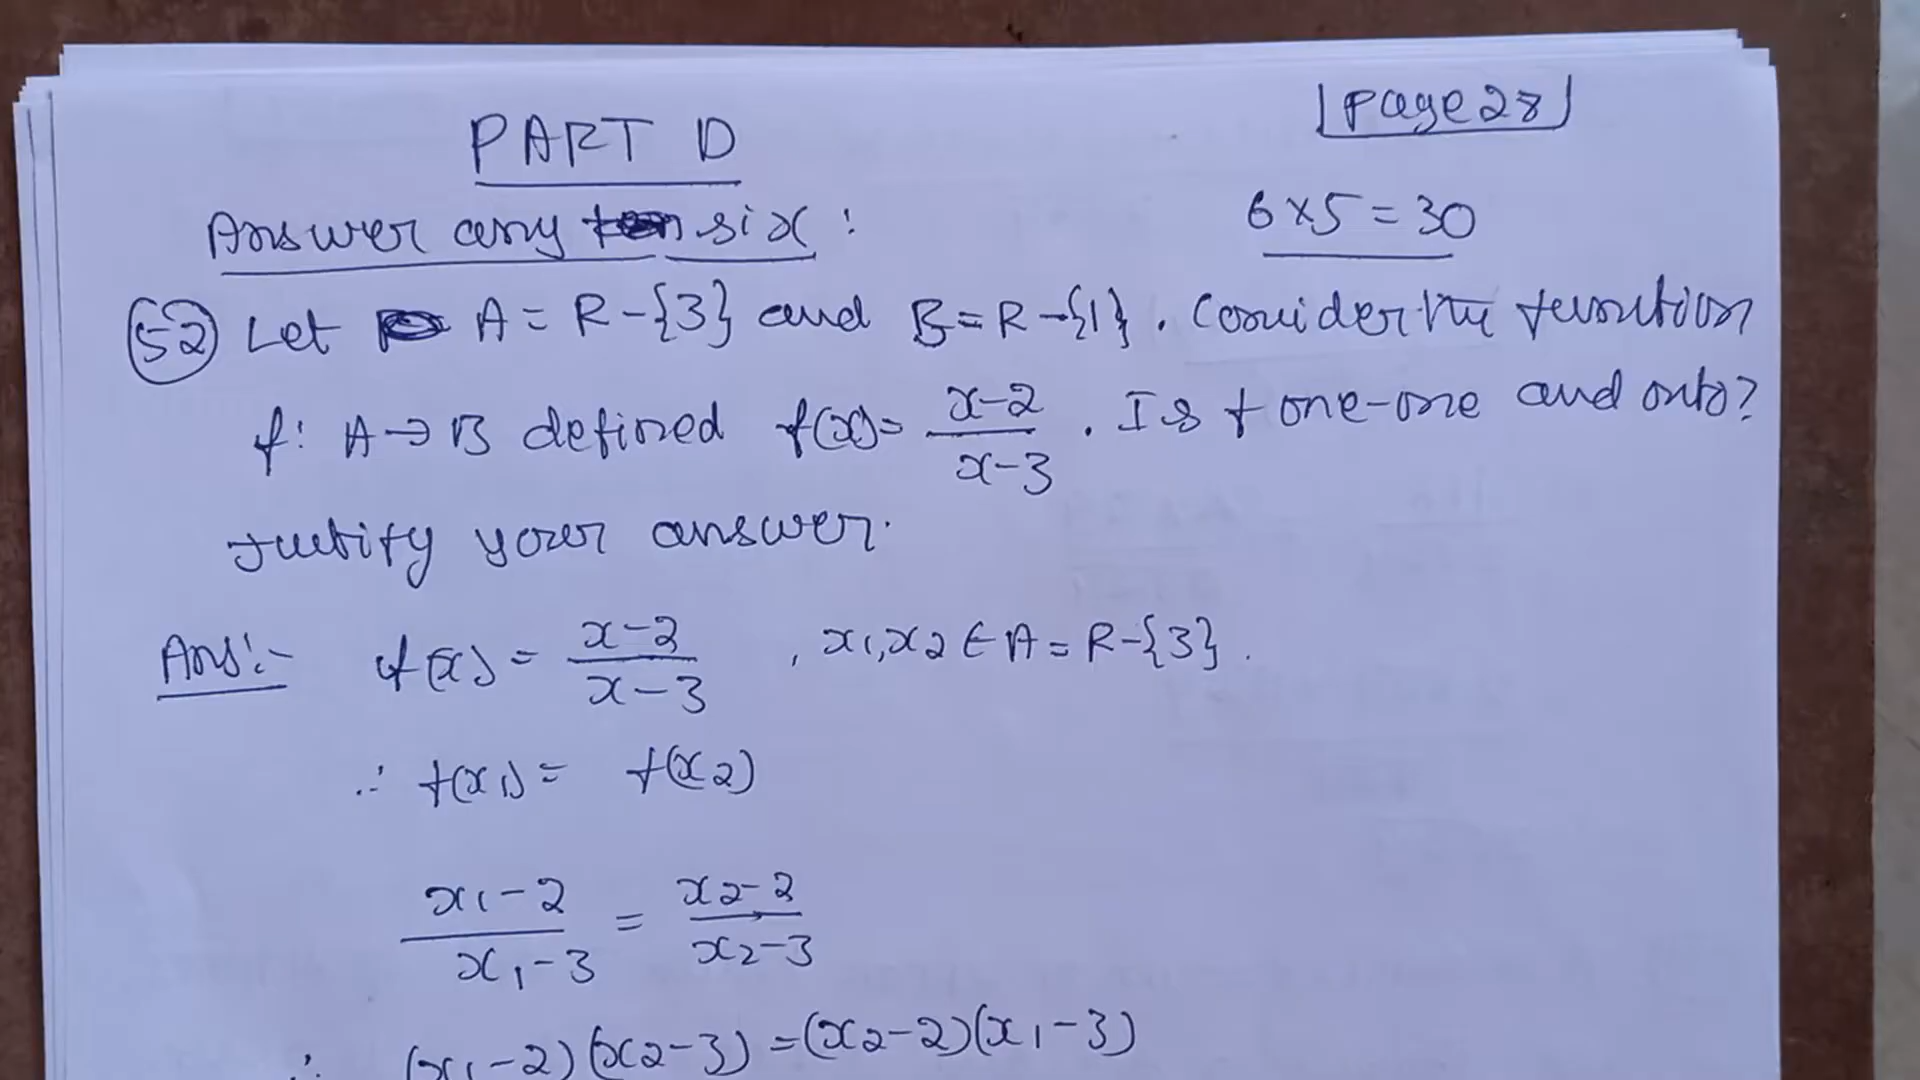 Page 28
PART D
Answer any six : 6×5=30
52 Let A = R-{3} and B=R-{1}. Consider the function
f: A→B defined f(x)= x-2 / x-3 . Is f one-one and onto?
Justify your answer.
Ans:- f(x) = x-2 / x-3 , x1,x2 ∈ A = R-{3}.
∴ f(x1) = f(x2)
x1-2 / x1-3 = x2-2 / x2-3
∴ (x1-2)(x2-3)=(x2-2)(x1-3)